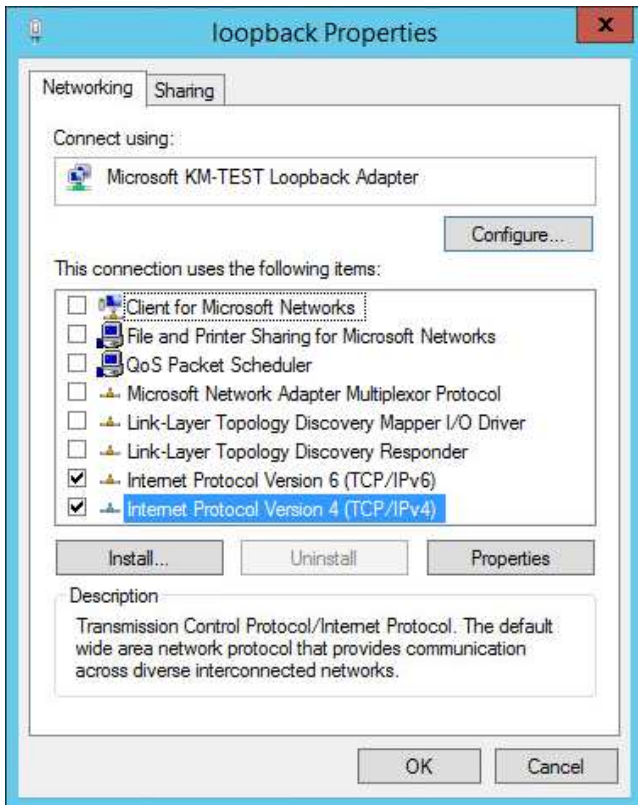 loopback Properties
x
Networking
Sharing
Connect using:
Microsoft KM-TEST Loopback Adapter
Configure...
This connection uses the following items:
Client for Microsoft Networks
File and Printer Sharing for Microsoft Networks
QoS Packet Scheduler
Microsoft Network Adapter Multiplexor Protocol
Link-Layer Topology Discovery Mapper I/O Driver
Link-Layer Topology Discovery Responder
Internet Protocol Version 6 (TCP/IPv6)
Internet Protocol Version 4 (TCP/IPv4)
Install...
Uninstall
Properties
Description
Transmission Control Protocol/Internet Protocol. The default
wide area network protocol that provides communication
across diverse interconnected networks.
OK
Cancel